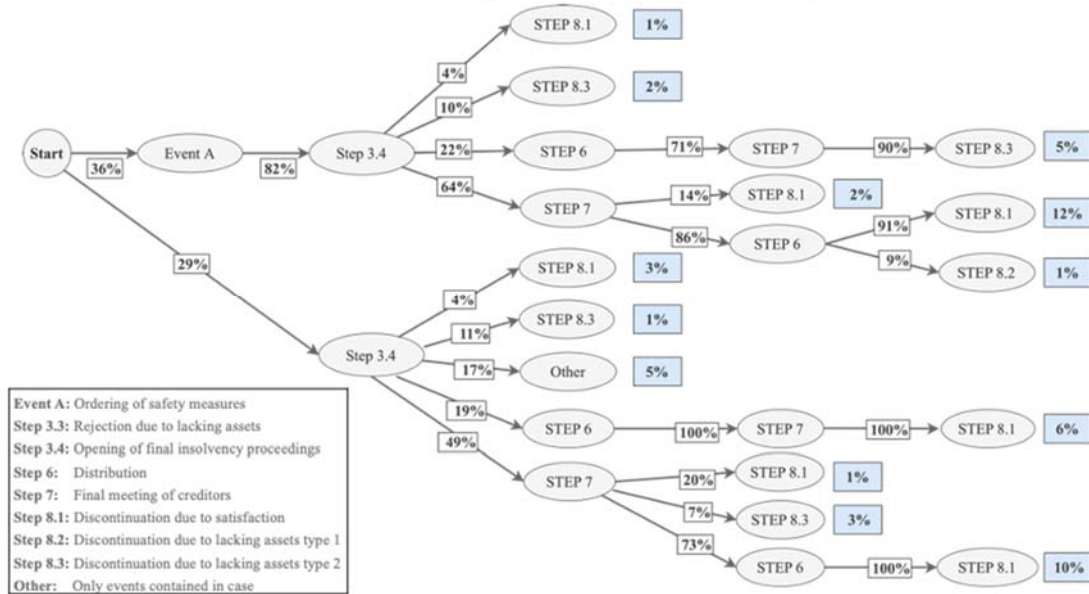 STEP 8.1 1%
4%
STEP 8.3 2%
10%
Start 36% Event A 82% Step 3.4 22% STEP 6 71% STEP 7 90% STEP 8.3 5%
64% STEP 7 14% STEP 8.1 2%
86% STEP 6 91% STEP 8.1 12%
9% STEP 8.2 1%
29%
STEP 8.1 3%
4%
STEP 8.3 1%
11%
Step 3.4 17% Other 5%
19% STEP 6 100% STEP 7 100% STEP 8.1 6%
49% STEP 7 20% STEP 8.1 1%
7% STEP 8.3 3%
73% STEP 6 100% STEP 8.1 10%
Event A: Ordering of safety measures
Step 3.3: Rejection due to lacking assets
Step 3.4: Opening of final insolvency proceedings
Step 6: Distribution
Step 7: Final meeting of creditors
Step 8.1: Discontinuation due to satisfaction
Step 8.2: Discontinuation due to lacking assets type 1
Step 8.3: Discontinuation due to lacking assets type 2
Other: Only events contained in case